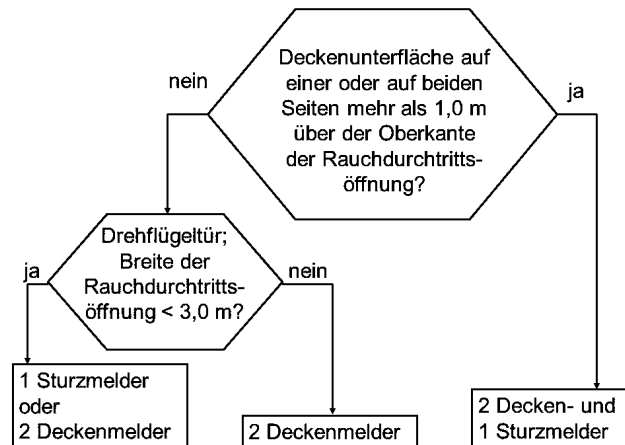 Deckenunterfläche auf
einer oder auf beiden
Seiten mehr als 1,0 m
über der Oberkante
der Rauchdurchtritts-
öffnung?
nein
ja
Drehflügeltür;
Breite der
Rauchdurchtritts-
öffnung < 3,0 m?
ja
nein
1 Sturzmelder
oder
2 Deckenmelder
2 Deckenmelder
2 Decken- und
1 Sturzmelder